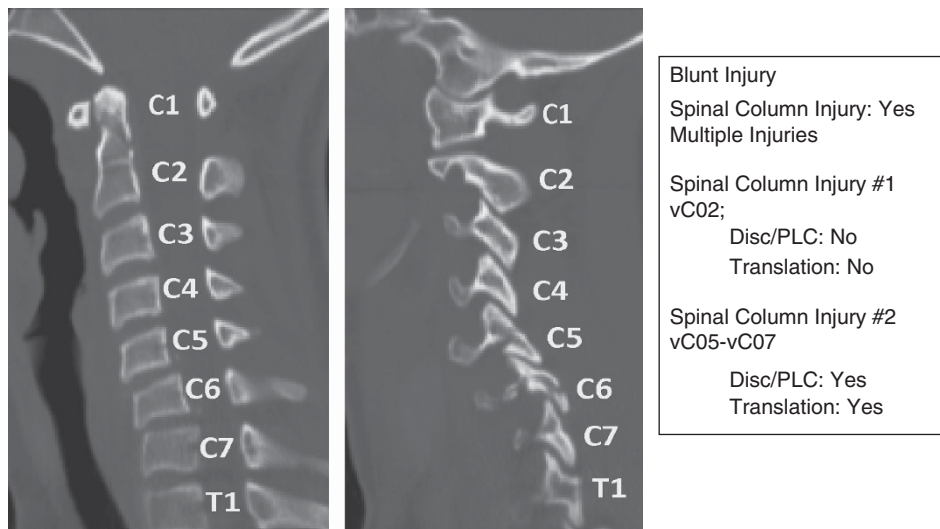 C1
C2
C3
C4
C5
C6
C7
T1
C1
C2
C3
C4
C5
C6
C7
T1
Blunt Injury
Spinal Column Injury: Yes
Multiple Injuries
Spinal Column Injury #1
vC02;
Disc/PLC: No
Translation: No
Spinal Column Injury #2
vC05-vC07
Disc/PLC: Yes
Translation: Yes